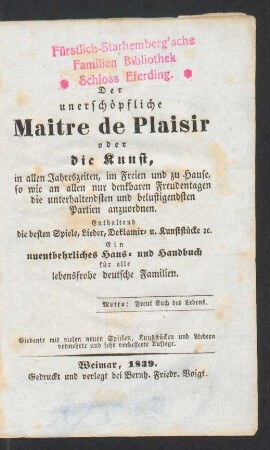 Fürstlich-Starhemberg'sche
Familien Bibliothek
Schloss Eferding.
Der
unerschöpfliche
Maitre de Plaisir
oder
die Kunst,
in allen Jahreszeiten, im Freien und zu Hause,
so wie an allen nur denkbaren Freudentagen
die unterhaltendsten und belustigendsten
Partien anzuordnen.
Enthaltend
die besten Spiele, Lieder, Deklamir- u. Kunststücke ꝛc.
Ein
unentbehrliches Haus- und Handbuch
für alle
lebensfrohe deutsche Familien.
Motto: Freut Euch des Lebens.
Siebente mit vielen neuen Spielen, Kunststücken und Liedern
vermehrte und sehr verbesserte Auflage.
Weimar, 1839.
Gedruckt und verlegt bei Bernh. Friedr. Voigt.